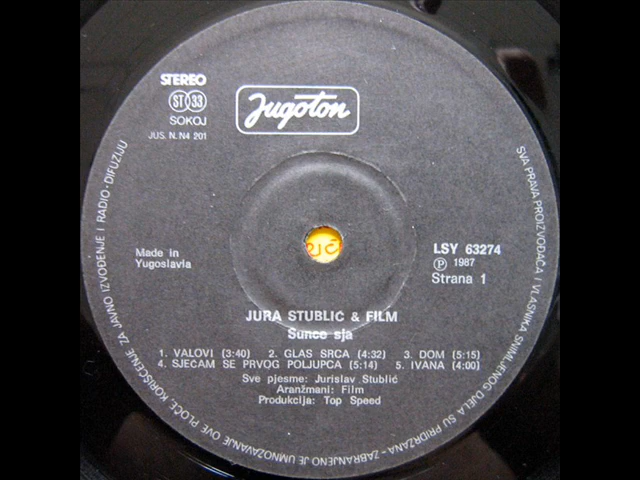 STEREO
ST 33
SOKOJ
JUS. N.N4 201
Jugoton
Made in
Yugoslavia
LSY 63274
Ⓟ 1987
Strana 1
JURA STUBLIĆ & FILM
Sunce sja
1. VALOVI (3:40) 2. GLAS SRCA (4:32) 3. DOM (5:15)
4. SJEĆAM SE PRVOG POLJUPCA (5:14) 5. IVANA (4:00)
Sve pjesme: Jurislav Stublić
Aranžmani: Film
Produkcija: Top Speed
SVA PRAVA PROIZVOĐAČA I VLASNIKA SNIMLJENOG DJELA SU PRIDRŽANA - ZABRANJENO JE UMNOŽAVANJE OVE PLOČE, KORIŠĆENJE ZA JAVNO IZVOĐENJE I RADIO-DIFUZIJU